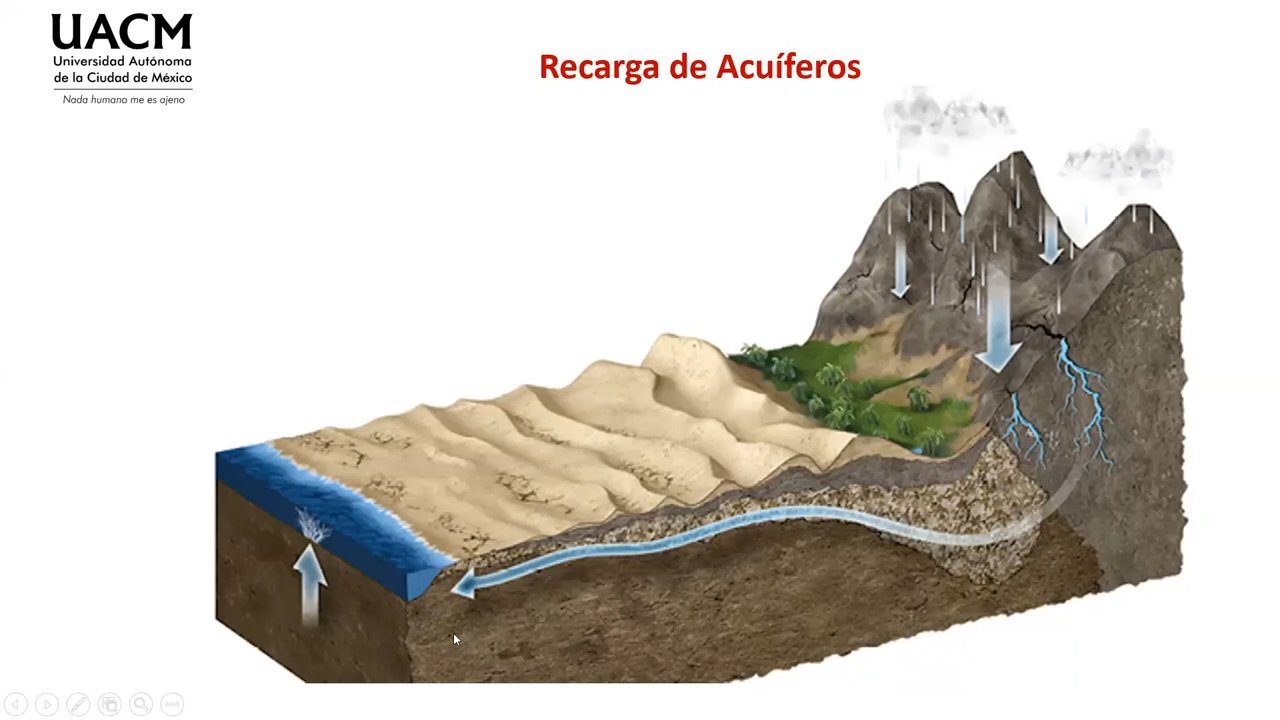 UACM
Universidad Autónoma
de la Ciudad de México
Nada humano me es ajeno
Recarga de Acuíferos